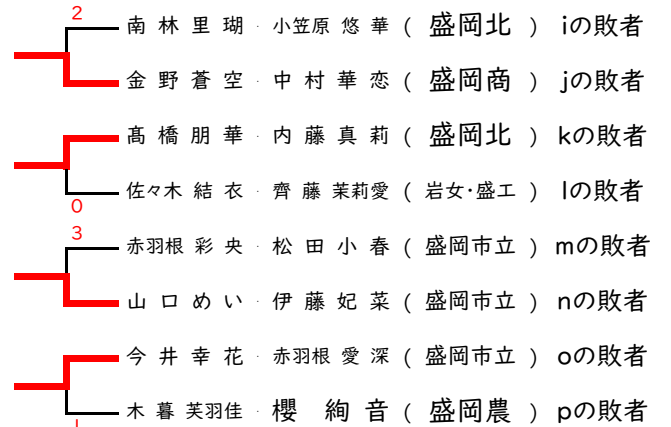 2
南林里瑚・小笠原悠華(盛岡北) iの敗者
金野蒼空・中村華恋(盛岡商) jの敗者
髙橋朋華・内藤真莉(盛岡北) kの敗者
佐々木結衣・齊藤茉莉愛(岩女・盛工) lの敗者
0
3
赤羽根彩央・松田小春(盛岡市立) mの敗者
山口めい・伊藤妃菜(盛岡市立) nの敗者
今井幸花・赤羽根愛深(盛岡市立) oの敗者
木暮芙羽佳・櫻絢音(盛岡農) pの敗者